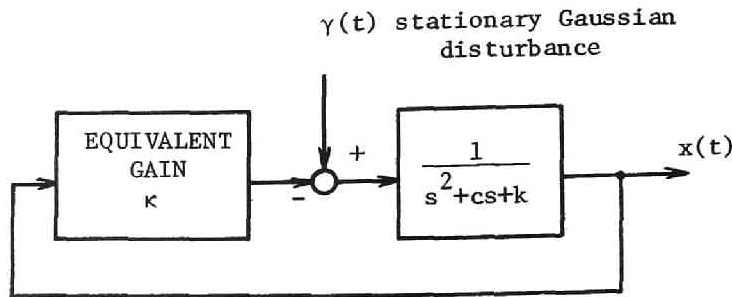 γ(t) stationary Gaussian
disturbance
EQUIVALENT
GAIN
κ
+
-
1
s²+cs+k
x(t)